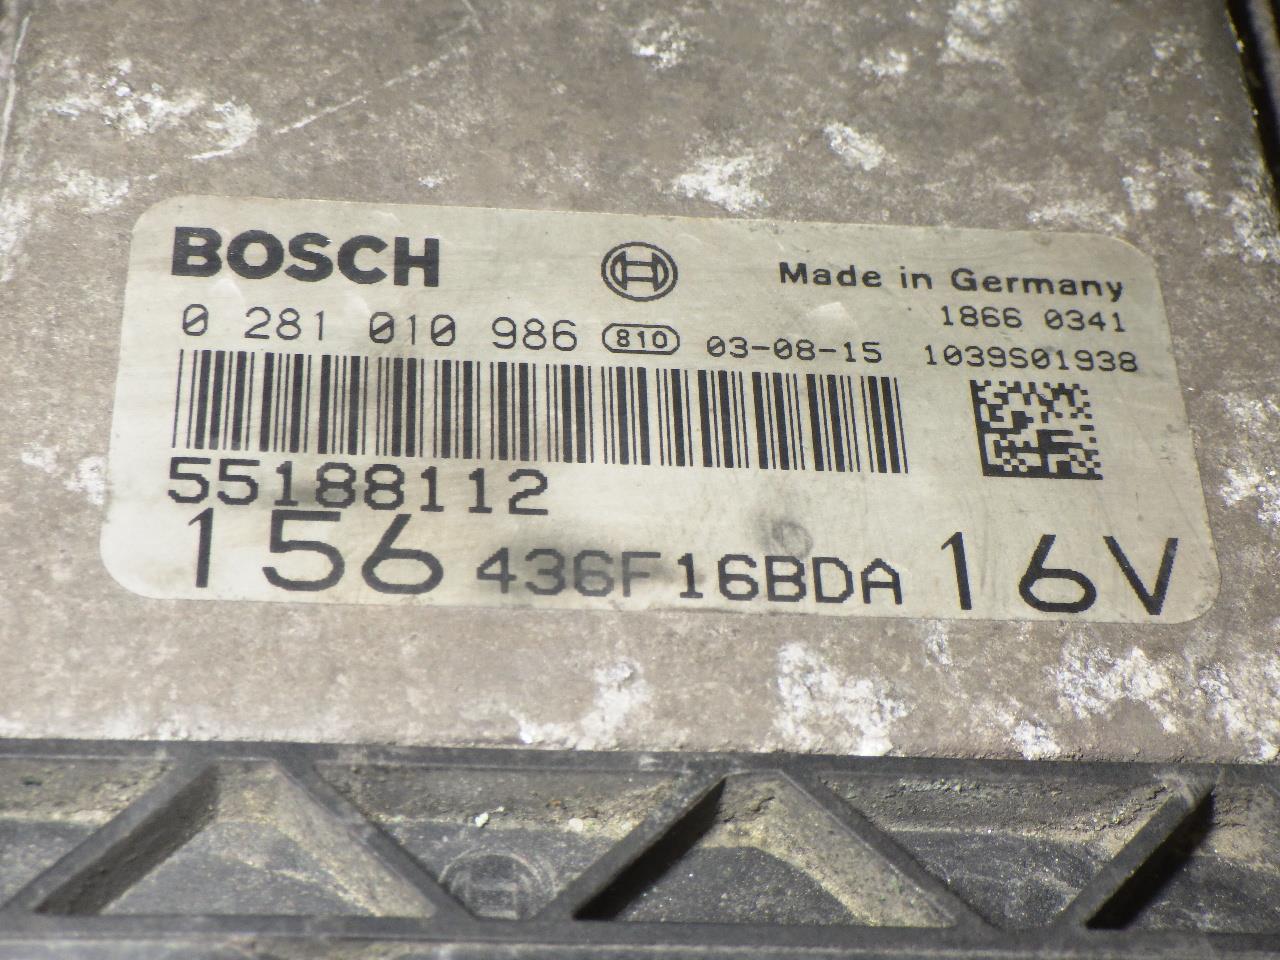 BOSCH Made in Germany
1866 0341
0 281 010 986 810 03-08-15 1039S01938
55188112
156 436F16BDA 16V